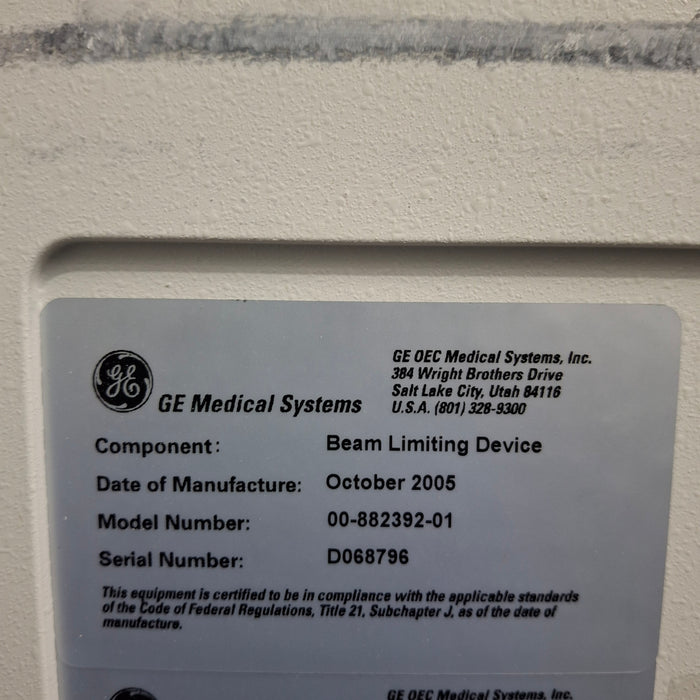 GE
GE Medical Systems
GE OEC Medical Systems, Inc.
384 Wright Brothers Drive
Salt Lake City, Utah 84116
U.S.A. (801) 328-9300
Component: Beam Limiting Device
Date of Manufacture: October 2005
Model Number: 00-882392-01
Serial Number: D068796
This equipment is certified to be in compliance with the applicable standards
of the Code of Federal Regulations, Title 21, Subchapter J, as of the date of
manufacture.
GE OEC Medical Systems, Inc.